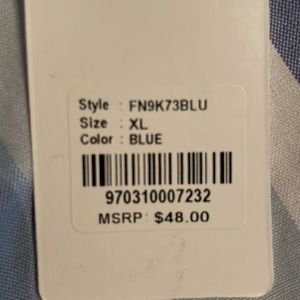 Style : FN9K73BLU
Size : XL
Color : BLUE
970310007232
MSRP: $48.00